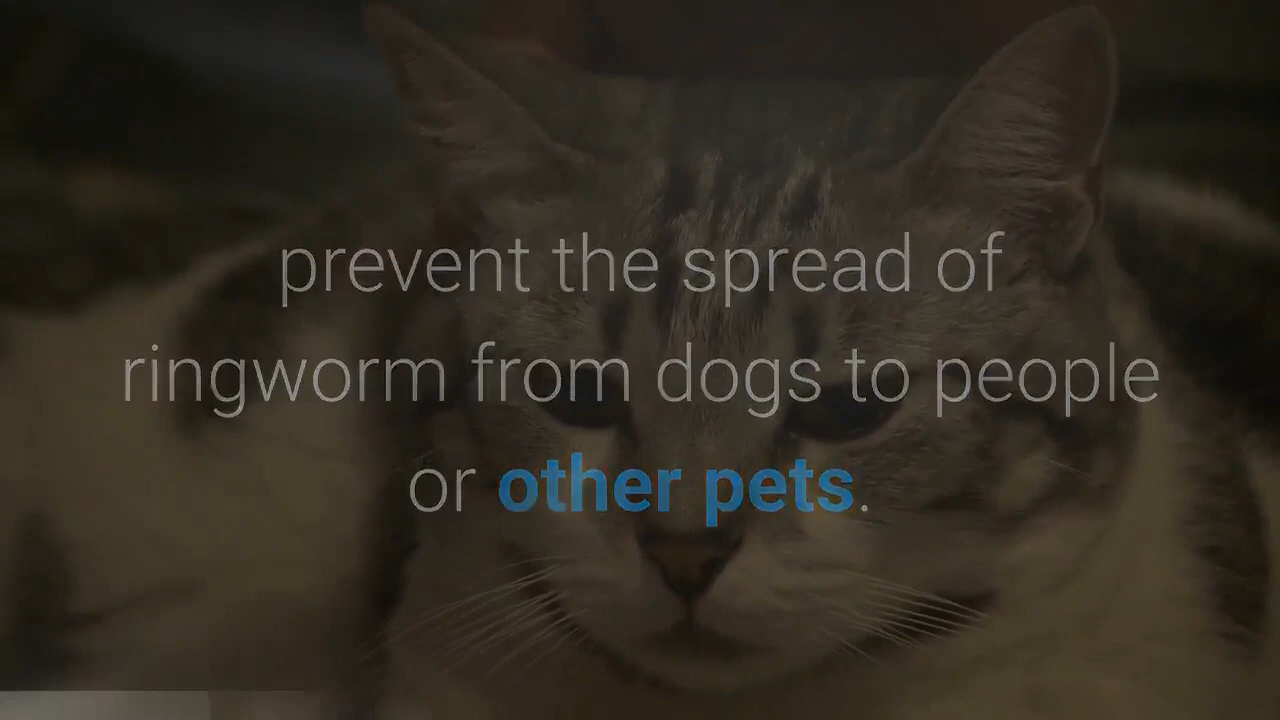 prevent the spread of
ringworm from dogs to people
or other pets.